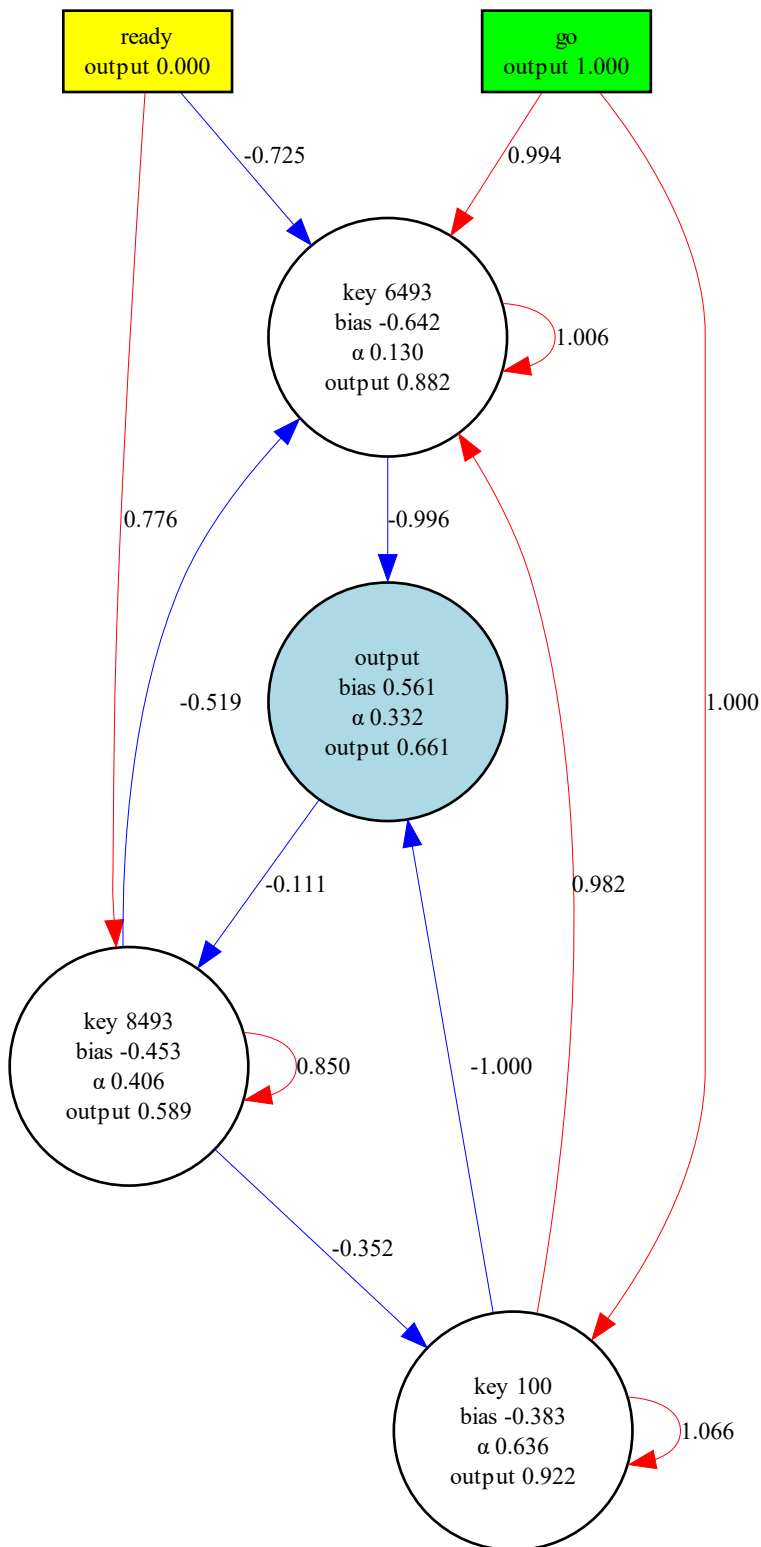 ready
output 0.000
go
output 1.000
-0.725
0.994
key 6493
bias -0.642
α 0.130
output 0.882
1.006
0.776
-0.996
-0.519
output
bias 0.561
α 0.332
output 0.661
1.000
-0.111
0.982
key 8493
bias -0.453
α 0.406
output 0.589
0.850
-1.000
-0.352
key 100
bias -0.383
α 0.636
output 0.922
1.066